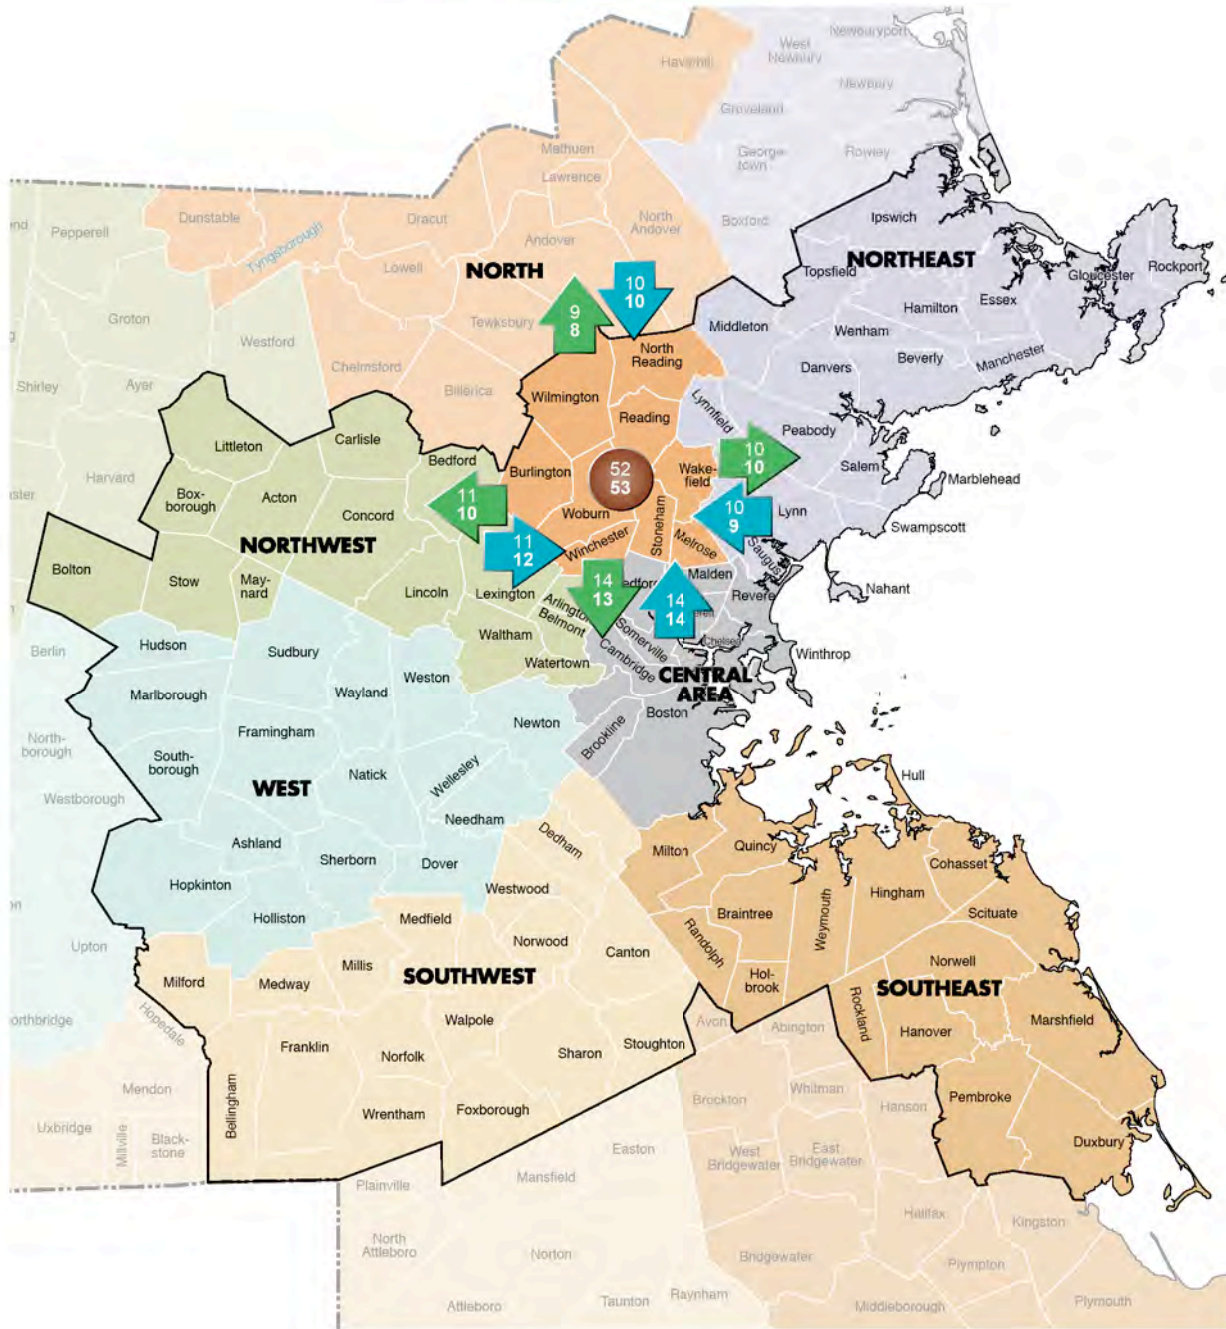 Newburyport
West
Newbury
Haverhill
Newbury
Groveland
Methuen
George-
town
Rowley
Lawrence
Dunstable
Dracut
North
Andover
Boxford
Ipswich
Pepperell
Tyngsborough
Andover
NORTHEAST
Lowell
NORTH
Topsfield
Gloucester
Rockport
10
10
Essex
Hamilton
Groton
9
8
Tewksbury
Middleton
Wenham
Westford
North
Reading
Beverly
Manchester
Chelmsford
Danvers
Shirley
Ayer
Billerica
Wilmington
Lynnfield
Reading
Peabody
Littleton
Carlisle
Bedford
10
10
Burlington
52
53
Wake-
field
Salem
Harvard
Marblehead
Box-
borough
Acton
11
10
Concord
Woburn
Stoneham
10
9
Lynn
Swampscott
NORTHWEST
11
12
Winchester
Melrose
Saugus
Bolton
Stow
May-
nard
14
13
Malden
Nahant
Lincoln
Lexington
Arlington
Revere
14
14
Belmont
Waltham
Somerville
Chelsea
Berlin
Hudson
Sudbury
Watertown
Cambridge
Winthrop
CENTRAL
AREA
Weston
Marlborough
Wayland
Boston
Newton
Brookline
North-
borough
Framingham
South-
borough
Natick
Wellesley
Hull
WEST
Westborough
Needham
Dedham
Ashland
Milton
Quincy
Sherborn
Dover
Cohasset
Hopkinton
Westwood
Hingham
Holliston
Medfield
Braintree
Weymouth
Scituate
Randolph
Norwood
Upton
Canton
Millis
Norwell
Milford
Medway
SOUTHWEST
Hol-
brook
SOUTHEAST
Rockland
Hopedale
Walpole
Avon
Abington
Hanover
Marshfield
Franklin
Norfolk
Sharon
Stoughton
Mendon
Bellingham
Whitman
Brockton
Hanson
Pembroke
Wrentham
Foxborough
Uxbridge
Millville
Black-
stone
Easton
West
Bridgewater
East
Bridgewater
Duxbury
Mansfield
Plainville
Halifax
Kingston
North
Attleboro
Norton
Bridgewater
Plympton
Raynham
Attleboro
Taunton
Middleborough
Plymouth